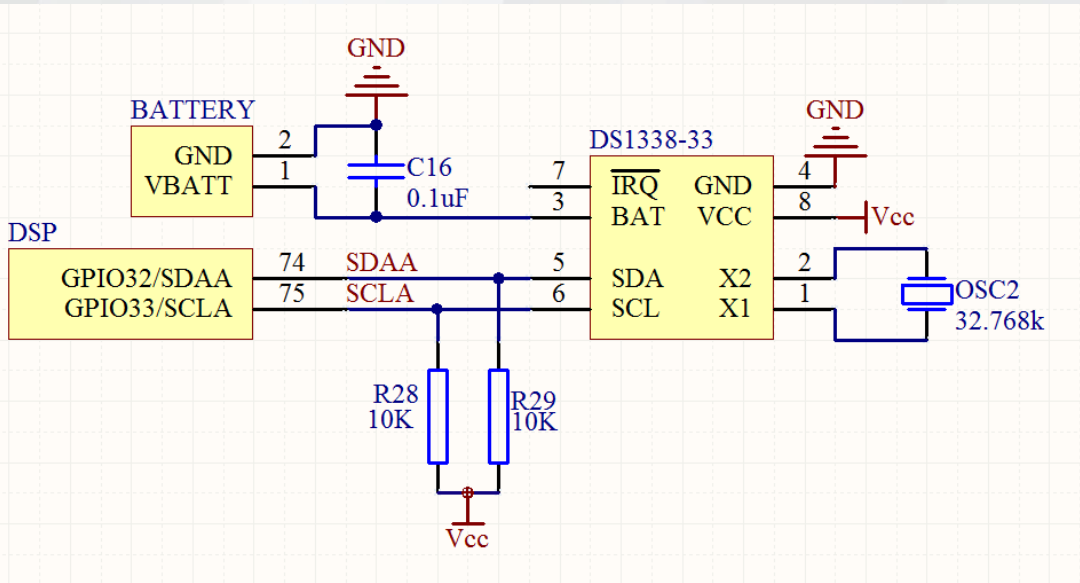 GND
BATTERY
GND
VBATT
2
1
C16
0.1uF
DSP
GPIO32/SDAA
GPIO33/SCLA
74
75
SDAA
SCLA
DS1338-33
7
3
5
6
IRQ
BAT
SDA
SCL
GND
VCC
X2
X1
4
8
2
1
GND
Vcc
OSC2
32.768k
R28
10K
R29
10K
Vcc